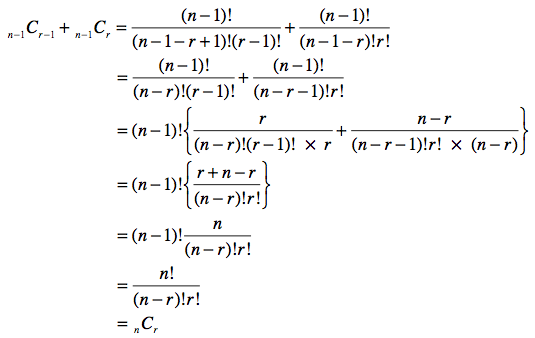 ₙ₋₁Cᵣ₋₁ + ₙ₋₁Cᵣ = (n−1)!/((n−1−r+1)!(r−1)!) + (n−1)!/((n−1−r)!r!)
= (n−1)!/((n−r)!(r−1)!) + (n−1)!/((n−r−1)!r!)
= (n−1)!{r/((n−r)!(r−1)! × r) + (n−r)/((n−r−1)!r! × (n−r))}
= (n−1)!{(r+n−r)/((n−r)!r!)}
= (n−1)! n/((n−r)!r!)
= n!/((n−r)!r!)
= ₙCᵣ